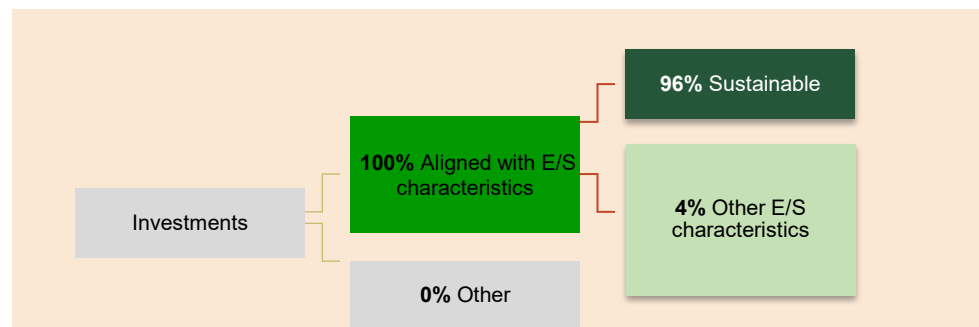 Investments
100% Aligned with E/S
characteristics
0% Other
96% Sustainable
4% Other E/S
characteristics